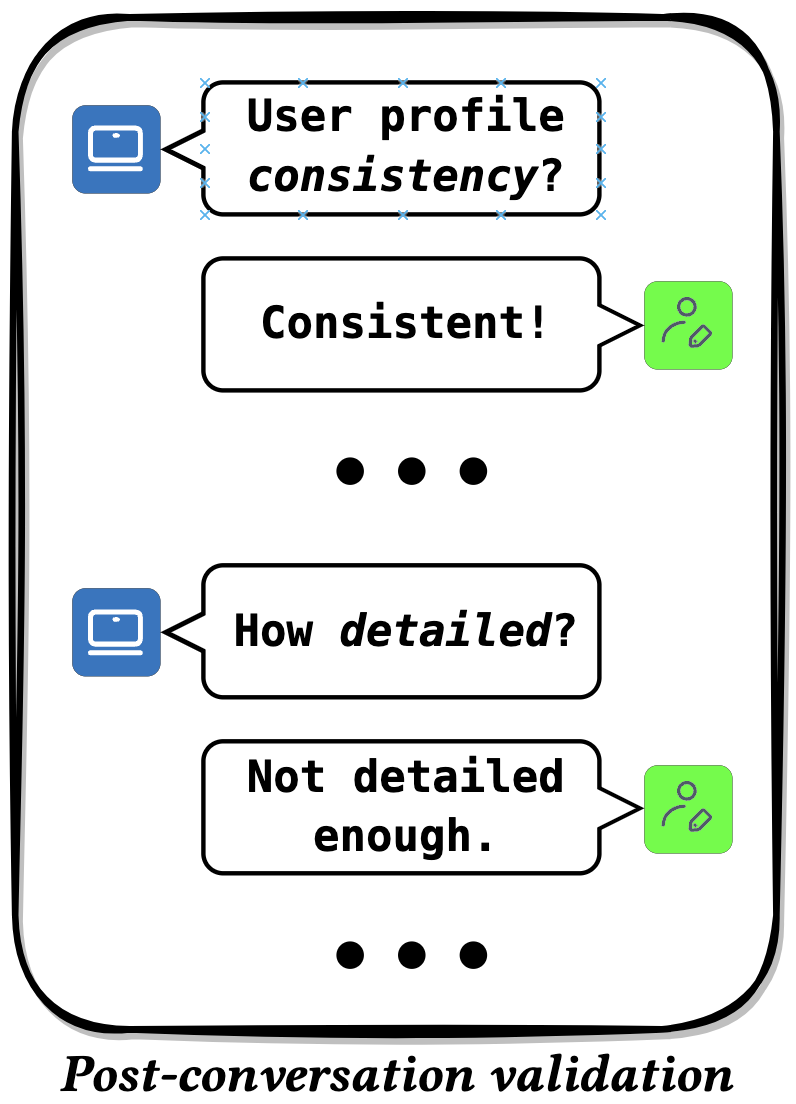 User profile
consistency?
Consistent!
How detailed?
Not detailed
enough.
Post-conversation validation